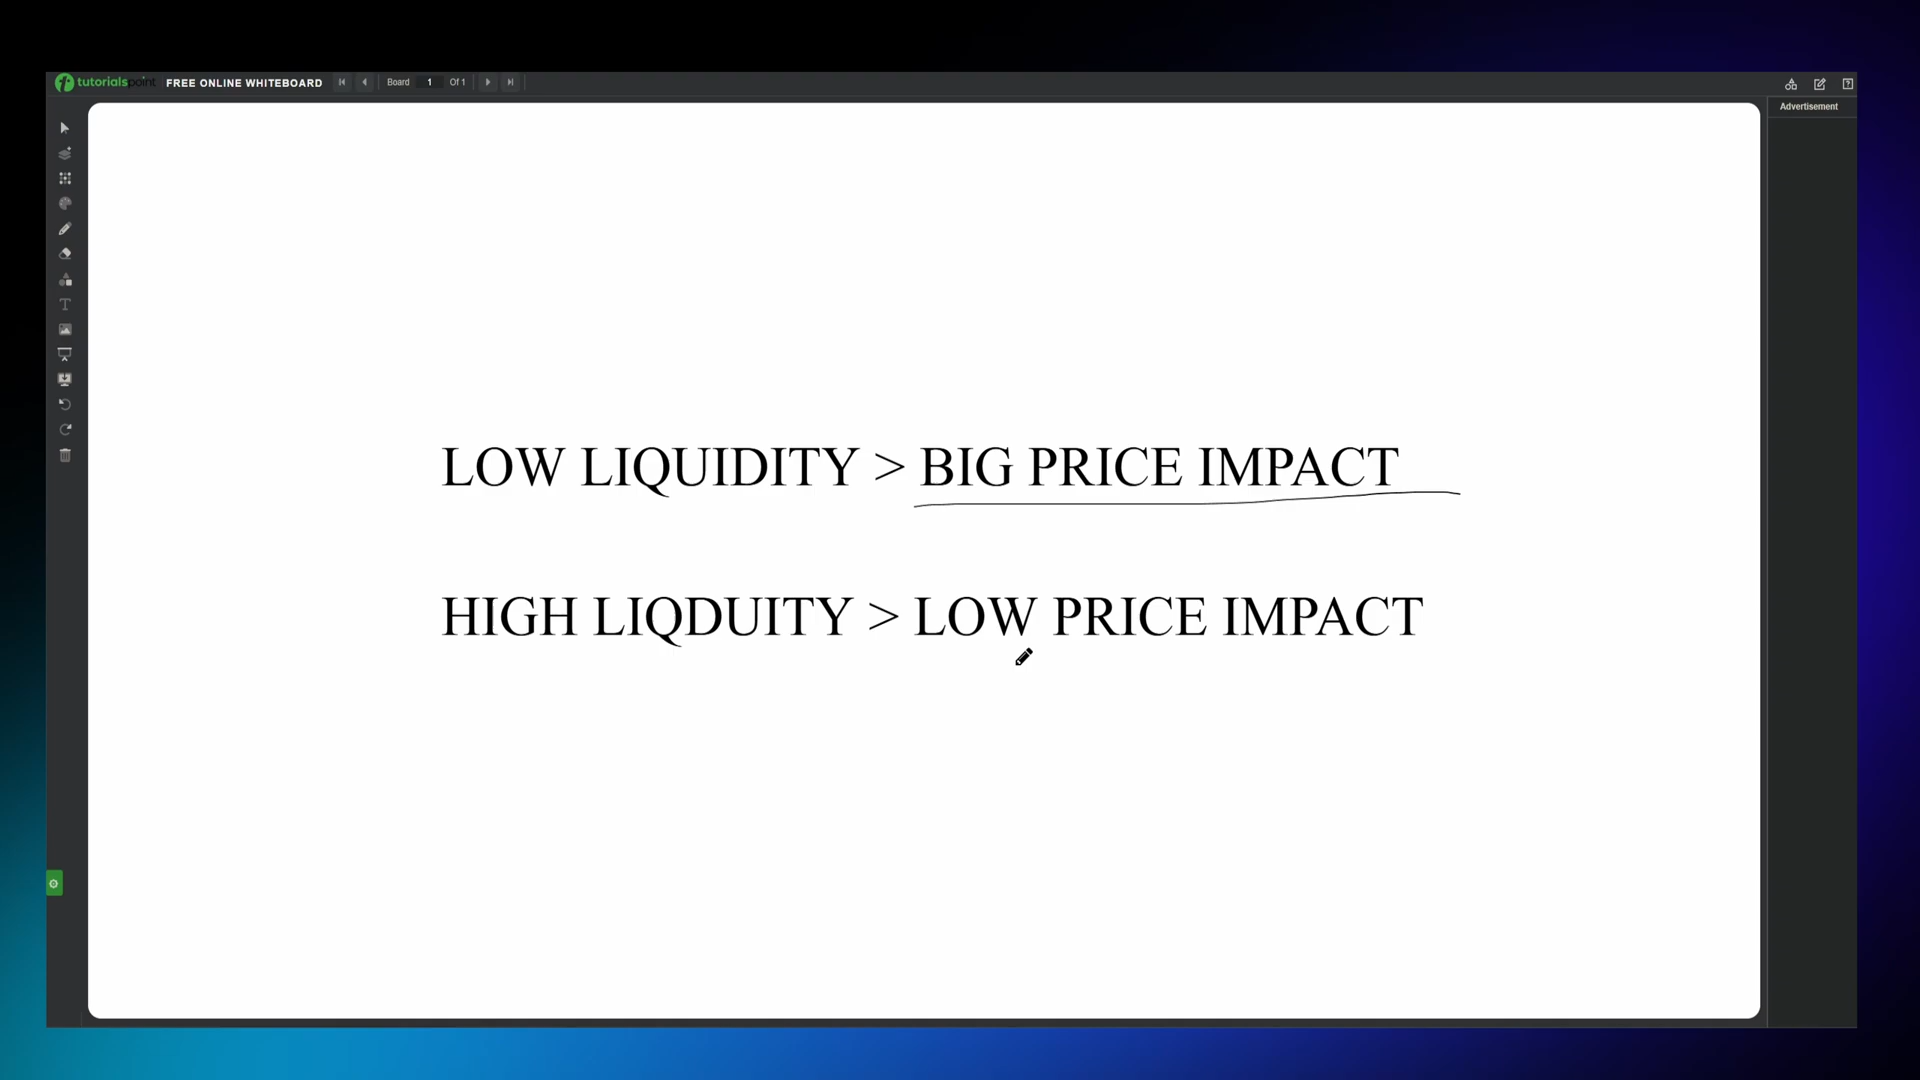 tutorialspoint FREE ONLINE WHITEBOARD Board 1 Of 1
Advertisement
LOW LIQUIDITY > BIG PRICE IMPACT
HIGH LIQDUITY > LOW PRICE IMPACT